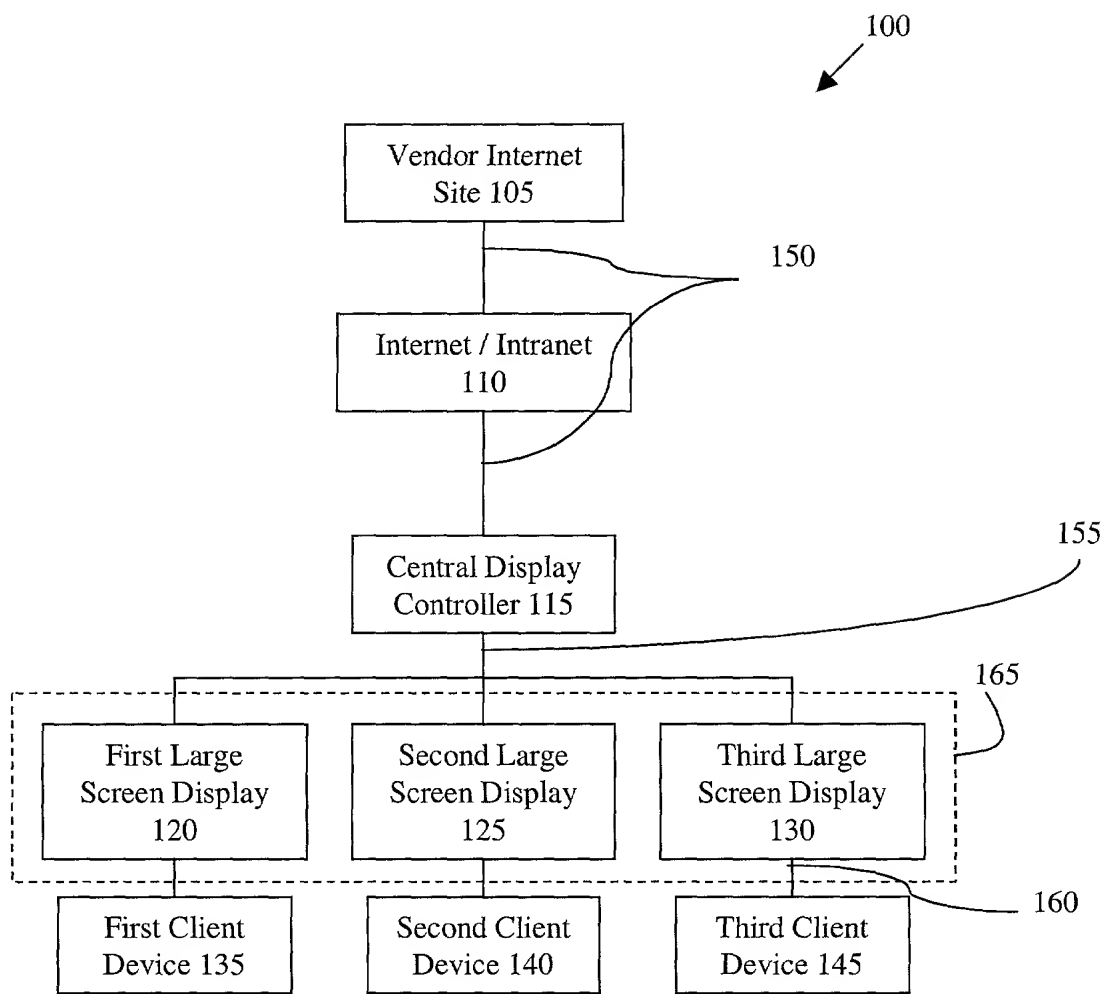 100
Vendor Internet
Site 105
150
Internet / Intranet
110
155
Central Display
Controller 115
165
First Large
Screen Display
120
Second Large
Screen Display
125
Third Large
Screen Display
130
160
First Client
Device 135
Second Client
Device 140
Third Client
Device 145